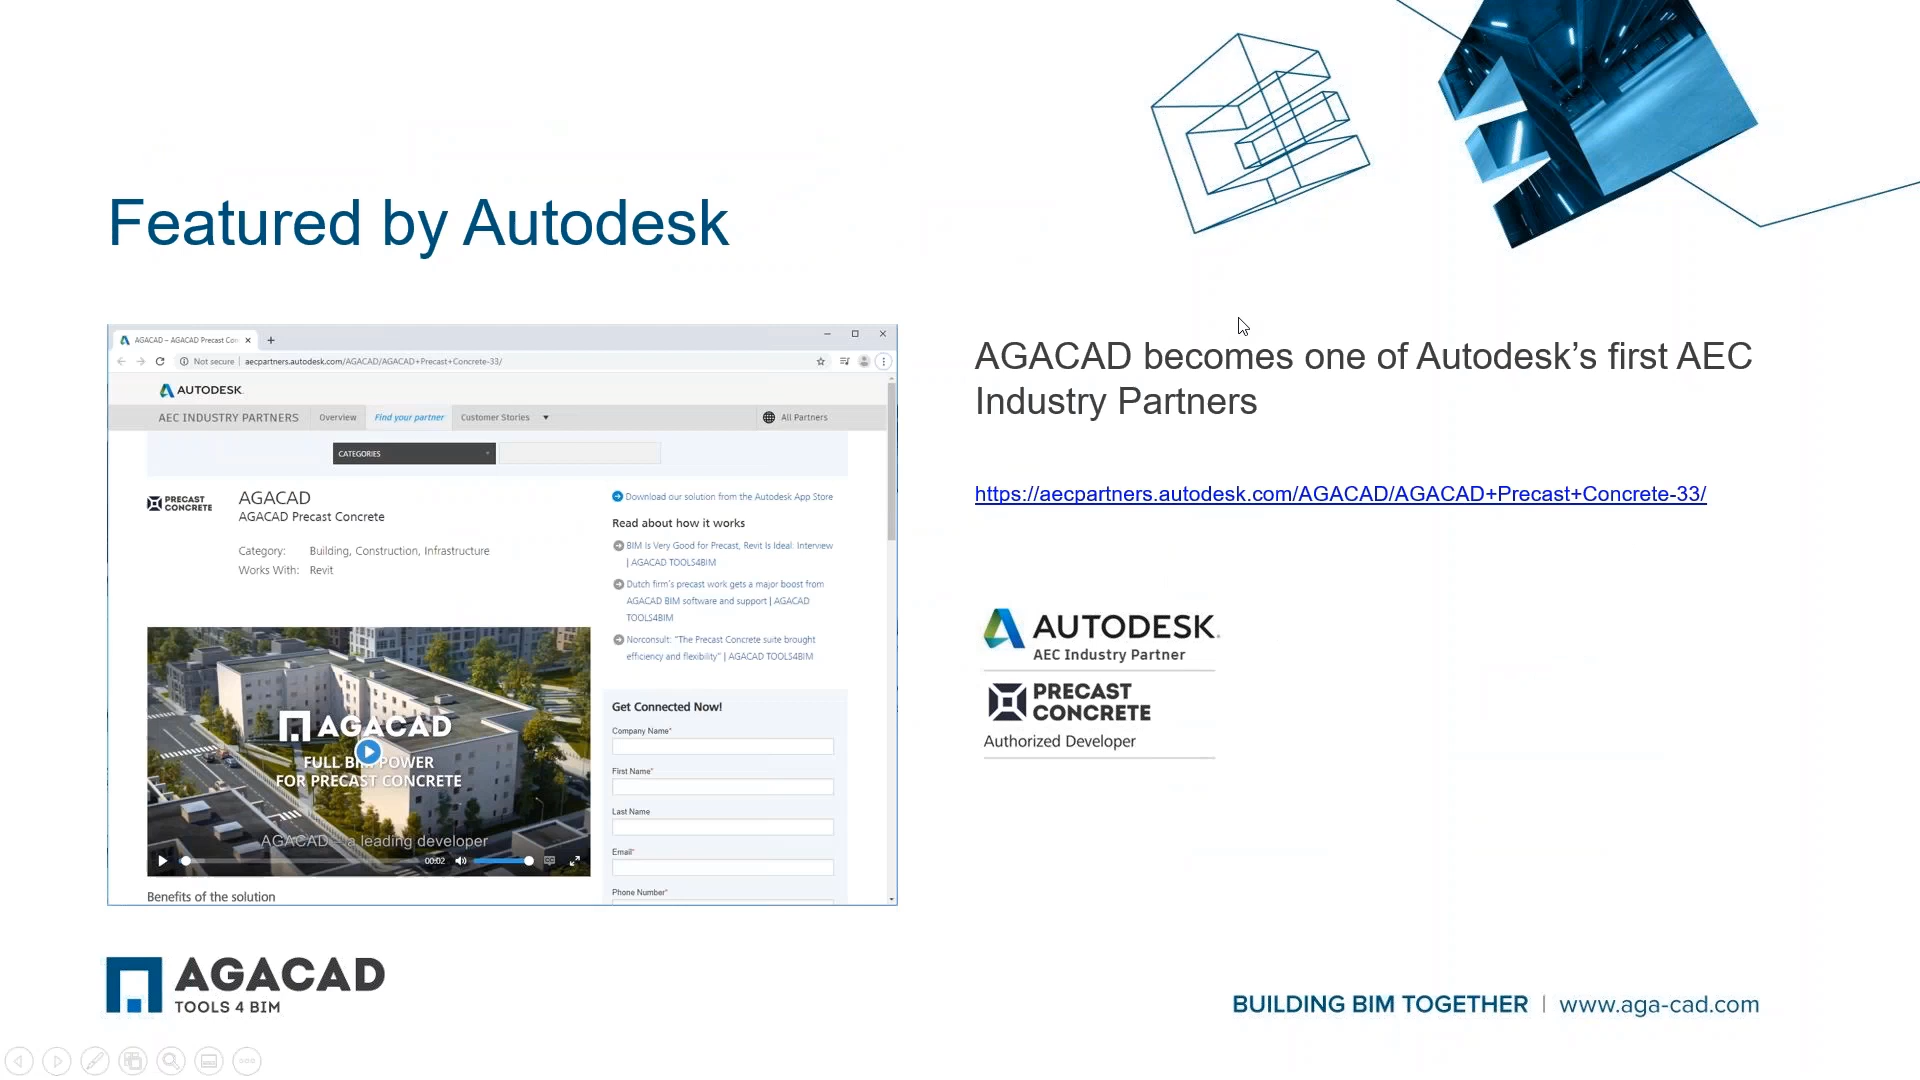 Featured by Autodesk
AGACAD – AGACAD Precast Con
Not secure | aecpartners.autodesk.com/AGACAD/AGACAD+Precast+Concrete-33/
AUTODESK
AEC INDUSTRY PARTNERS Overview Find your partner Customer Stories All Partners
CATEGORIES
PRECAST
CONCRETE
AGACAD
AGACAD Precast Concrete
Category: Building, Construction, Infrastructure
Works With: Revit
AGACAD
FULL BIM POWER
FOR PRECAST CONCRETE
AGACAD – a leading developer
00:02
Benefits of the solution
Download our solution from the Autodesk App Store
Read about how it works
BIM Is Very Good for Precast, Revit Is Ideal: Interview
| AGACAD TOOLS4BIM
Dutch firm's precast work gets a major boost from
AGACAD BIM software and support | AGACAD
TOOLS4BIM
Norconsult: "The Precast Concrete suite brought
efficiency and flexibility" | AGACAD TOOLS4BIM
Get Connected Now!
Company Name*
First Name*
Last Name
Email*
Phone Number*
AGACAD becomes one of Autodesk’s first AEC
Industry Partners
https://aecpartners.autodesk.com/AGACAD/AGACAD+Precast+Concrete-33/
AUTODESK.
AEC Industry Partner
PRECAST
CONCRETE
Authorized Developer
AGACAD
TOOLS 4 BIM
BUILDING BIM TOGETHER | www.aga-cad.com